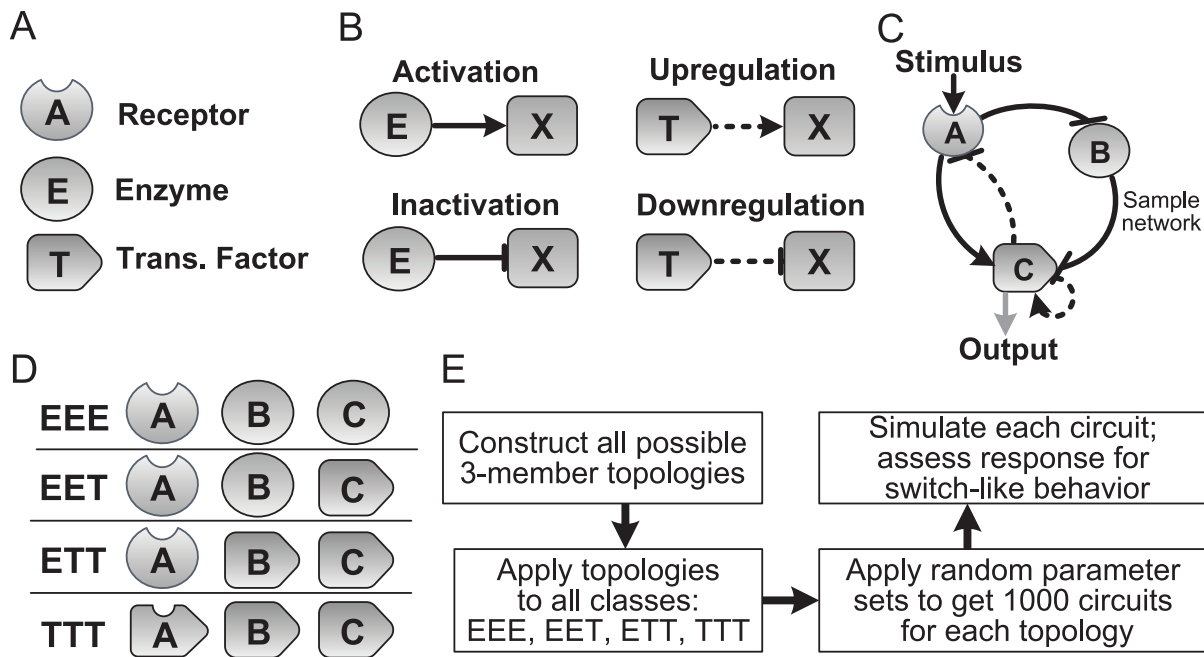 A
A Receptor
E Enzyme
T Trans. Factor
B
Activation
E X
Upregulation
T X
Inactivation
E X
Downregulation
T X
C
Stimulus
A
B
Sample
network
C
Output
D
EEE A B C
EET A B C
ETT A B C
TTT A B C
E
Construct all possible
3-member topologies
Apply topologies
to all classes:
EEE, EET, ETT, TTT
Apply random parameter
sets to get 1000 circuits
for each topology
Simulate each circuit;
assess response for
switch-like behavior